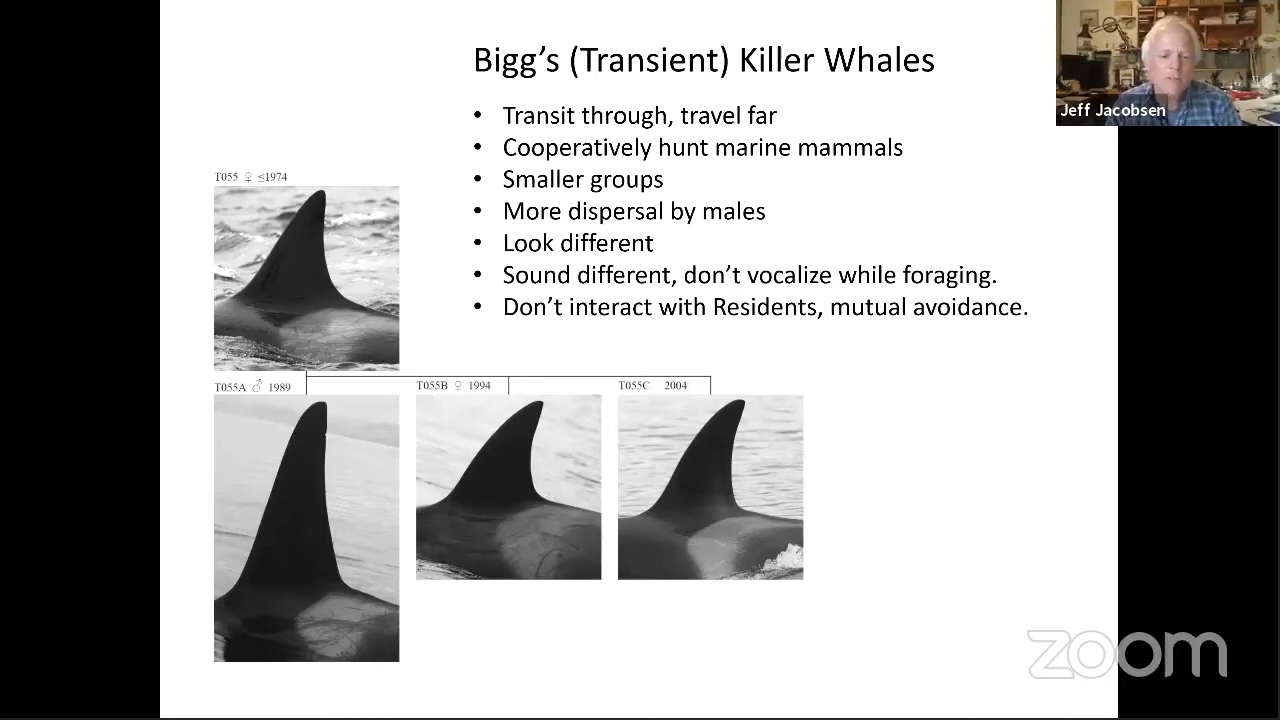 Bigg’s (Transient) Killer Whales
Jeff Jacobsen
• Transit through, travel far
• Cooperatively hunt marine mammals
• Smaller groups
• More dispersal by males
• Look different
• Sound different, don’t vocalize while foraging.
• Don’t interact with Residents, mutual avoidance.
T055 ♀ ≤1974
T055A ♂ 1989
T055B ♀ 1994
T055C 2004
zoom